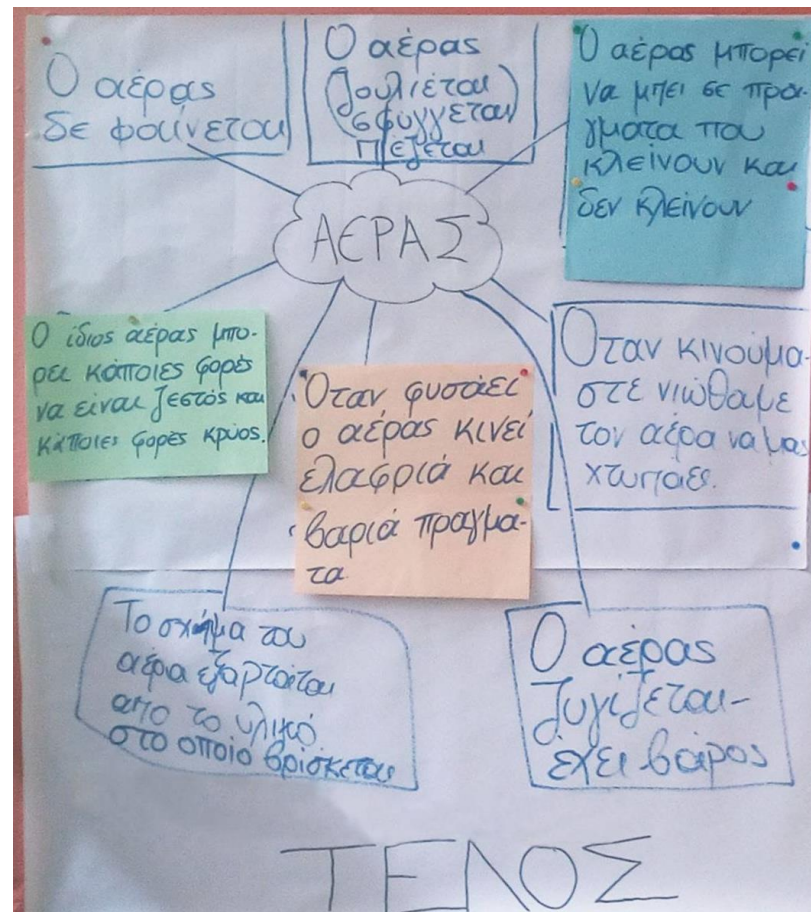 Ο αέρας
δε φαίνεται
Ο αέρας
ζουλιέται
σφύγγεται
πιέζεται
Ο αέρας μπορεί
να μπει σε πρά-
γματα που
κλείνουν και
δεν κλείνουν
ΑΕΡΑΣ
Ο ίδιος αέρας μπο-
ρει κάποιες φορές
να είναι ζεστός και
κάποιες φορές κρύος.
Όταν φυσάει
ο αέρας κινεί
ελαφριά και
βαριά πράγμα-
τα
Όταν κινούμα-
στε νιώθαμε
τον αέρα να μας
χτυπάει.
Το σχήμα του
αέρα εξαρτάται
απο το υλικό
στο οποίο βρίσκεται
Ο αέρας
ζυγίζεται-
έχει βάρος
ΤΕΛΟΣ